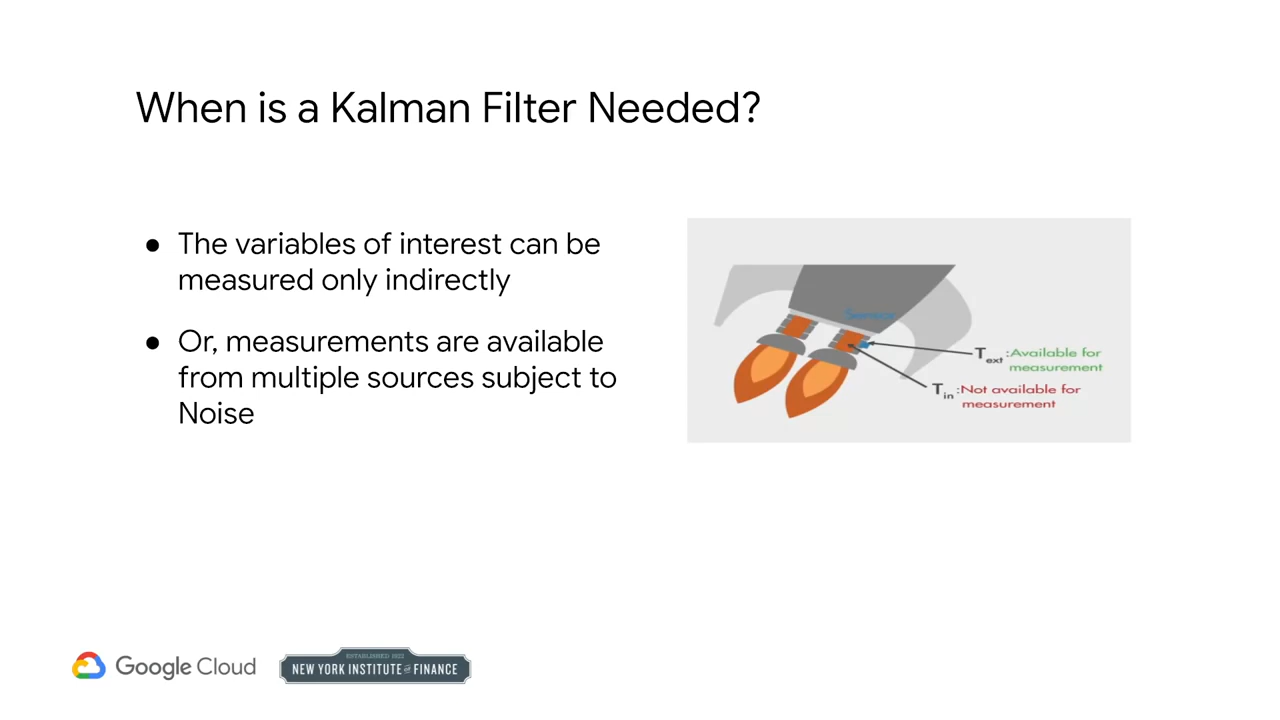 When is a Kalman Filter Needed?
● The variables of interest can be
measured only indirectly
● Or, measurements are available
from multiple sources subject to
Noise
Sensor
Text :Available for
measurement
Tin :Not available for
measurement
Google Cloud
ESTABLISHED 1922
NEW YORK INSTITUTE OF FINANCE